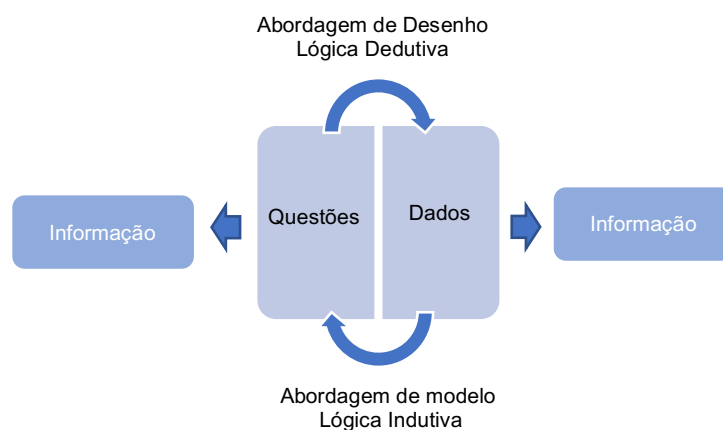 Abordagem de Desenho
Lógica Dedutiva
Informação
Questões
Dados
Informação
Abordagem de modelo
Lógica Indutiva